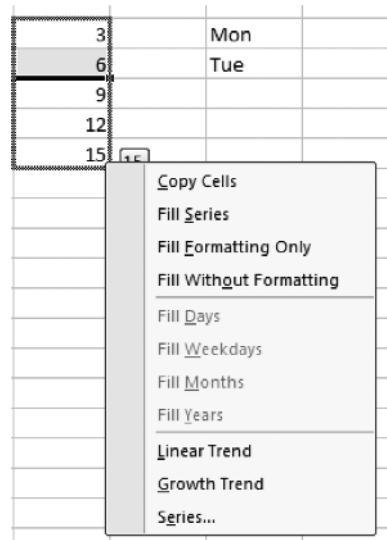 3 Mon
6 Tue
9
12
15 15
Copy Cells
Fill Series
Fill Formatting Only
Fill Without Formatting
Fill Days
Fill Weekdays
Fill Months
Fill Years
Linear Trend
Growth Trend
Series...